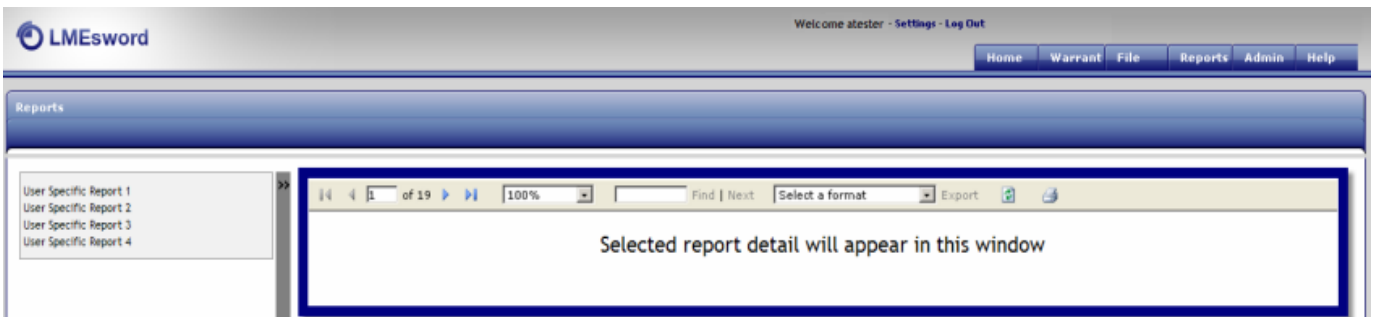 Welcome atester - Settings - Log Out
LMEsword
Home Warrant File Reports Admin Help
Reports
User Specific Report 1
User Specific Report 2
User Specific Report 3
User Specific Report 4
>>
1 of 19 100% Find | Next Select a format Export
Selected report detail will appear in this window